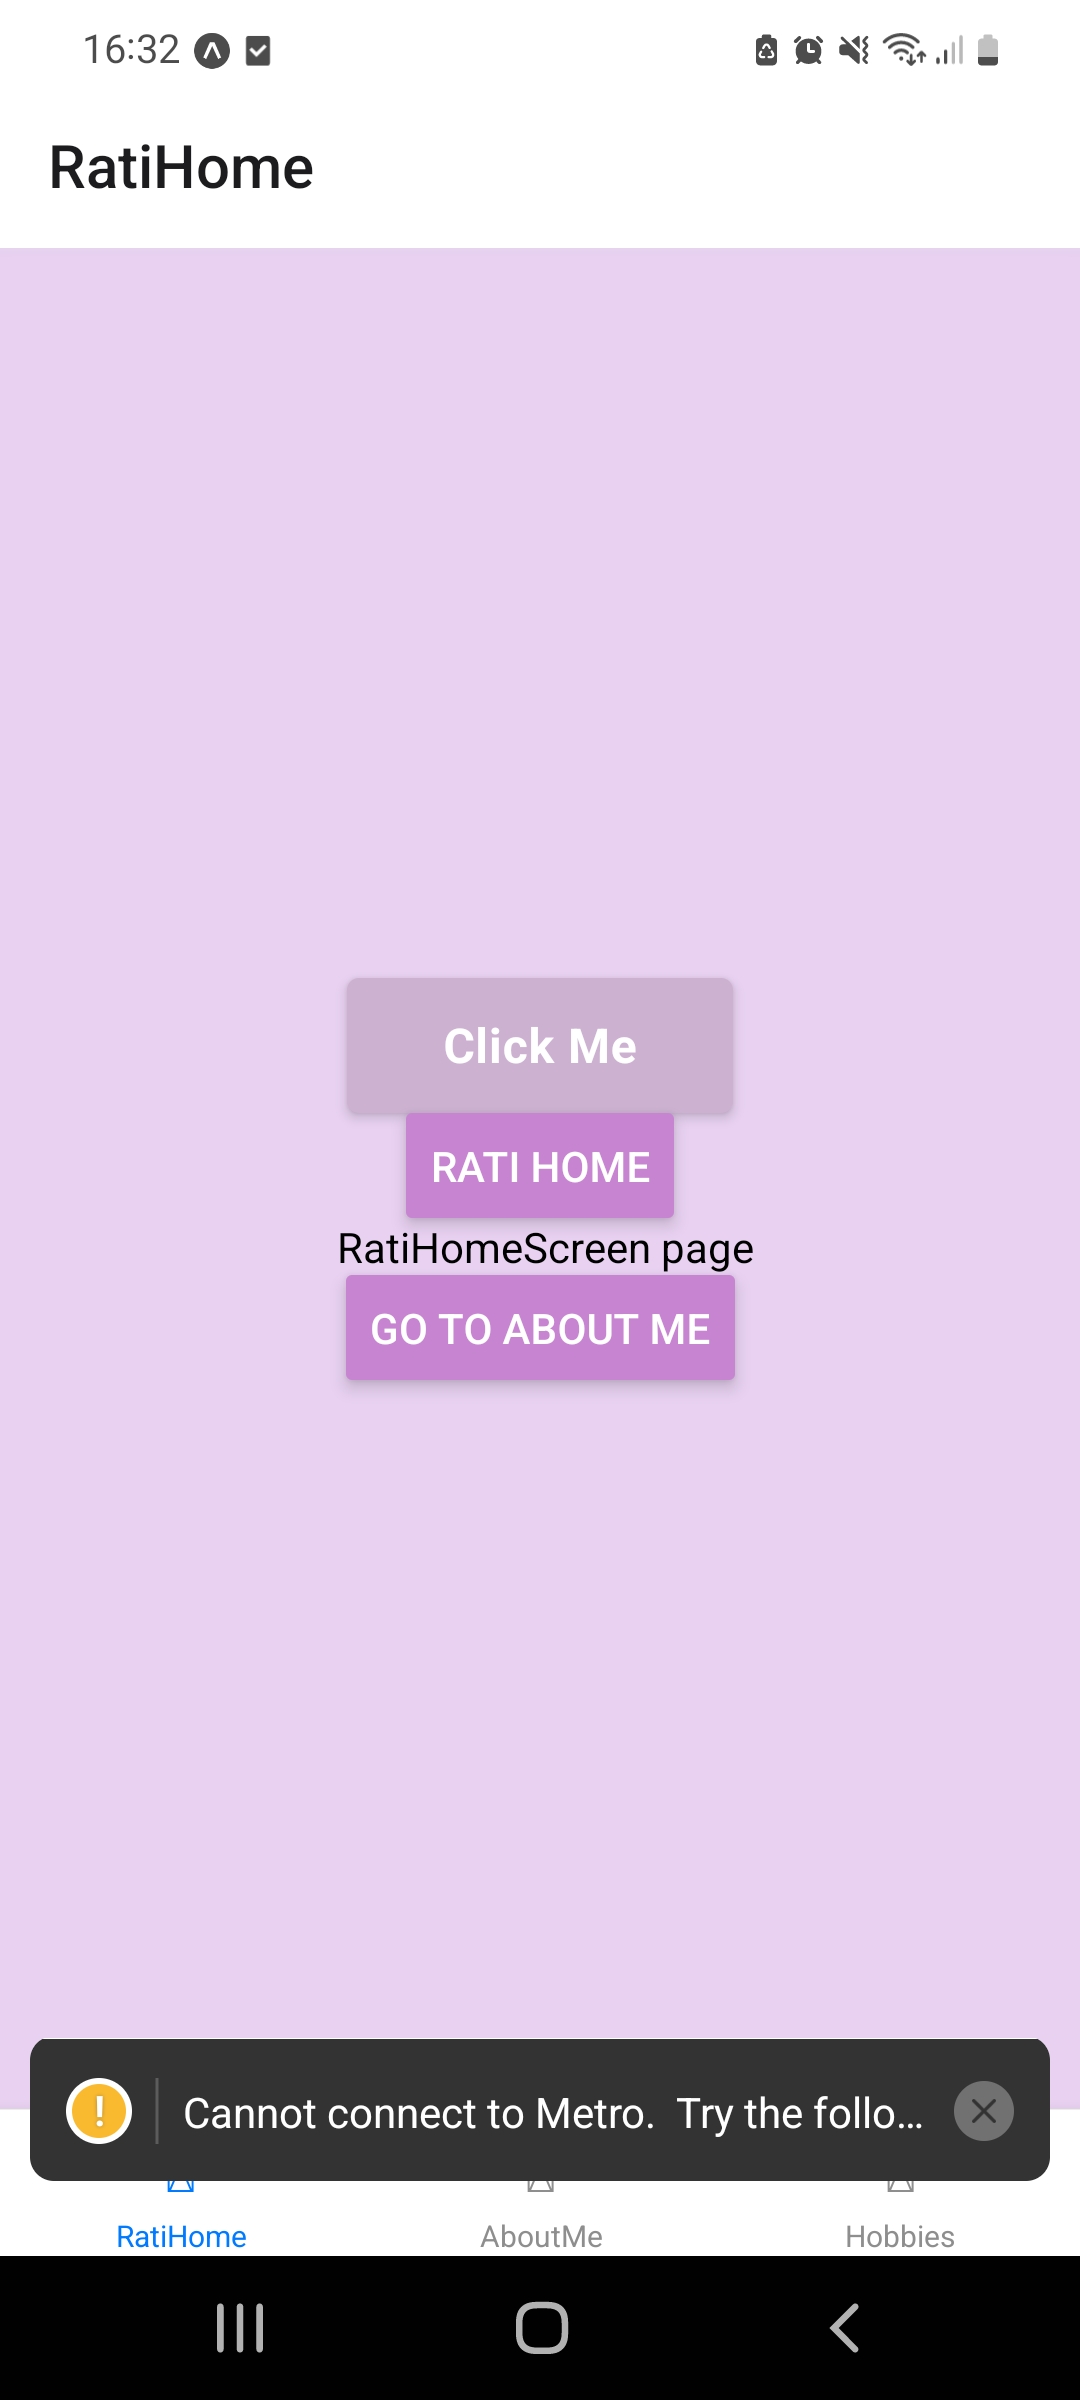 16:32
RatiHome
Click Me
RATI HOME
RatiHomeScreen page
GO TO ABOUT ME
! Cannot connect to Metro. Try the follo...
RatiHome AboutMe Hobbies